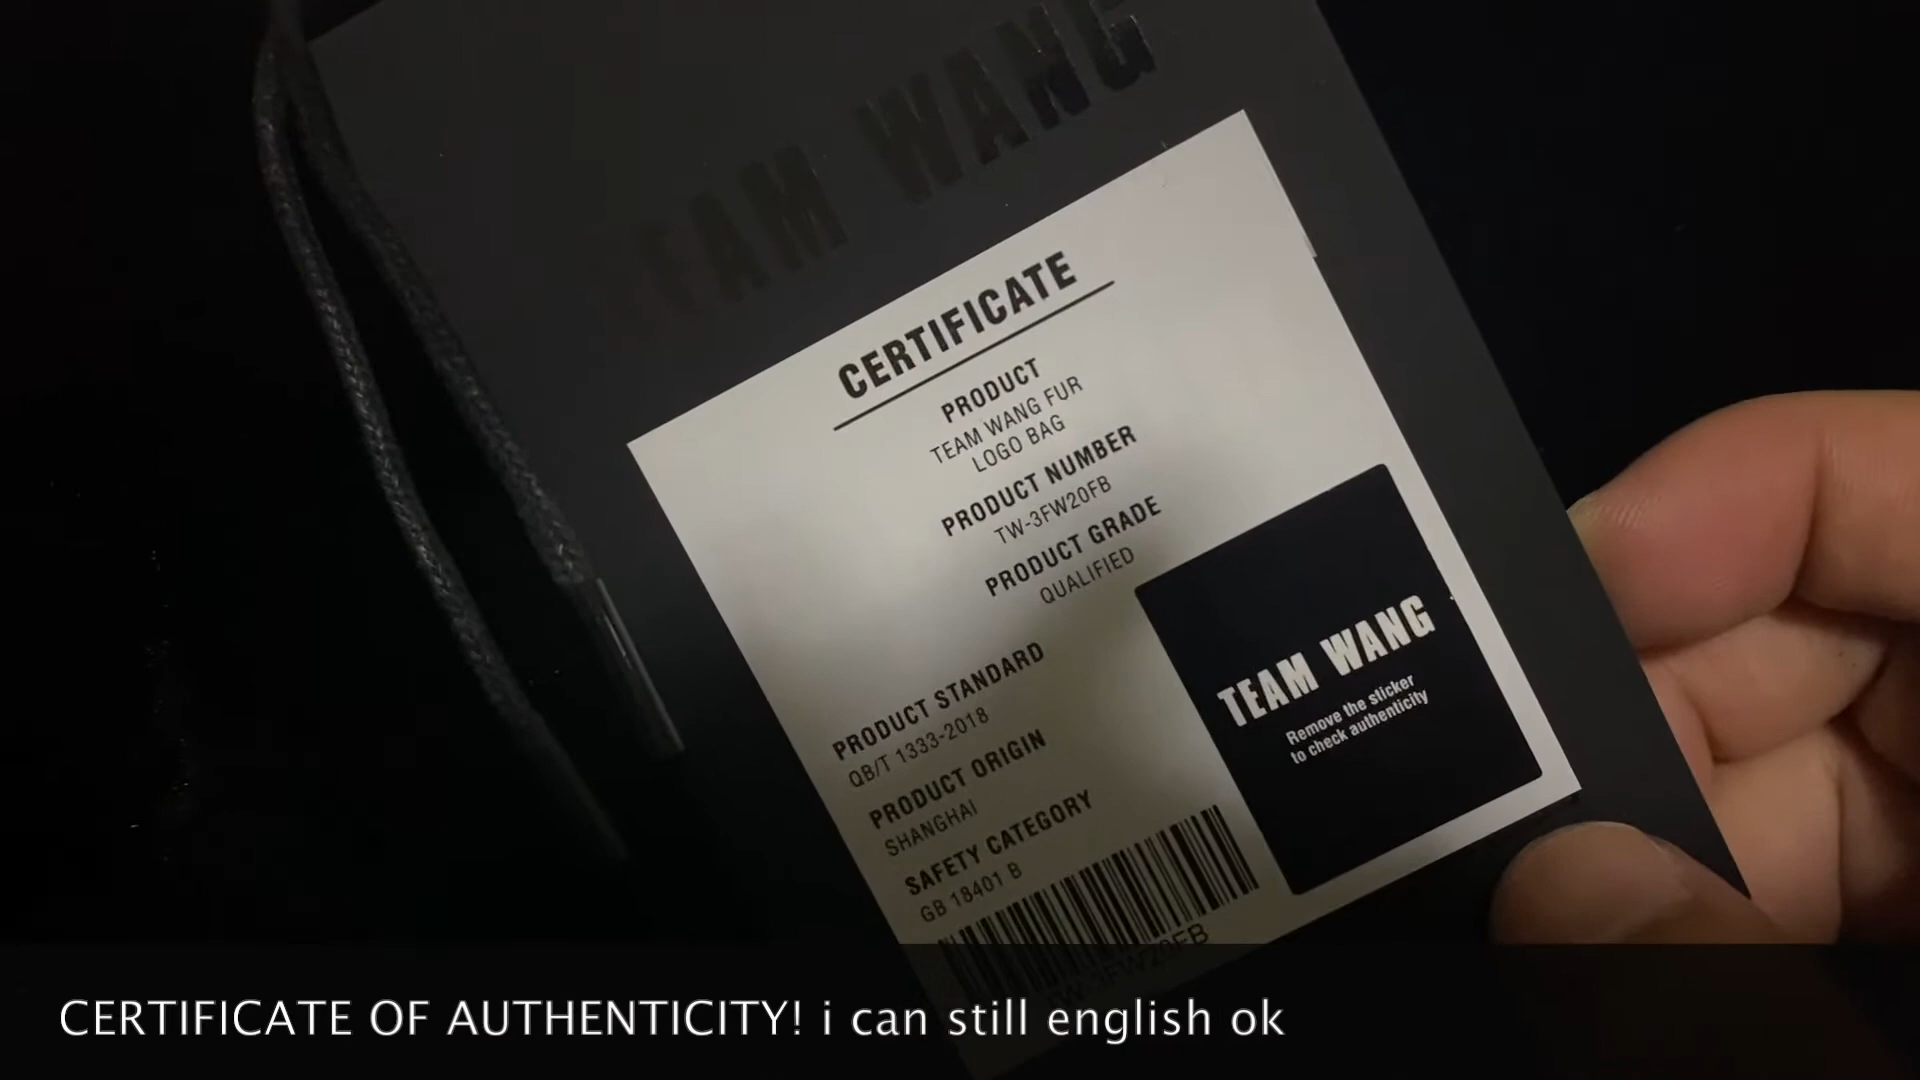 TEAM WANG
CERTIFICATE
PRODUCT
TEAM WANG FUR
LOGO BAG
PRODUCT NUMBER
TW-3FW20FB
PRODUCT GRADE
QUALIFIED
PRODUCT STANDARD
QB/T 1333-2018
PRODUCT ORIGIN
SHANGHAI
SAFETY CATEGORY
GB 18401 B
TEAM WANG
Remove the sticker
to check authenticity
TW-3FW20FB
CERTIFICATE OF AUTHENTICITY! i can still english ok